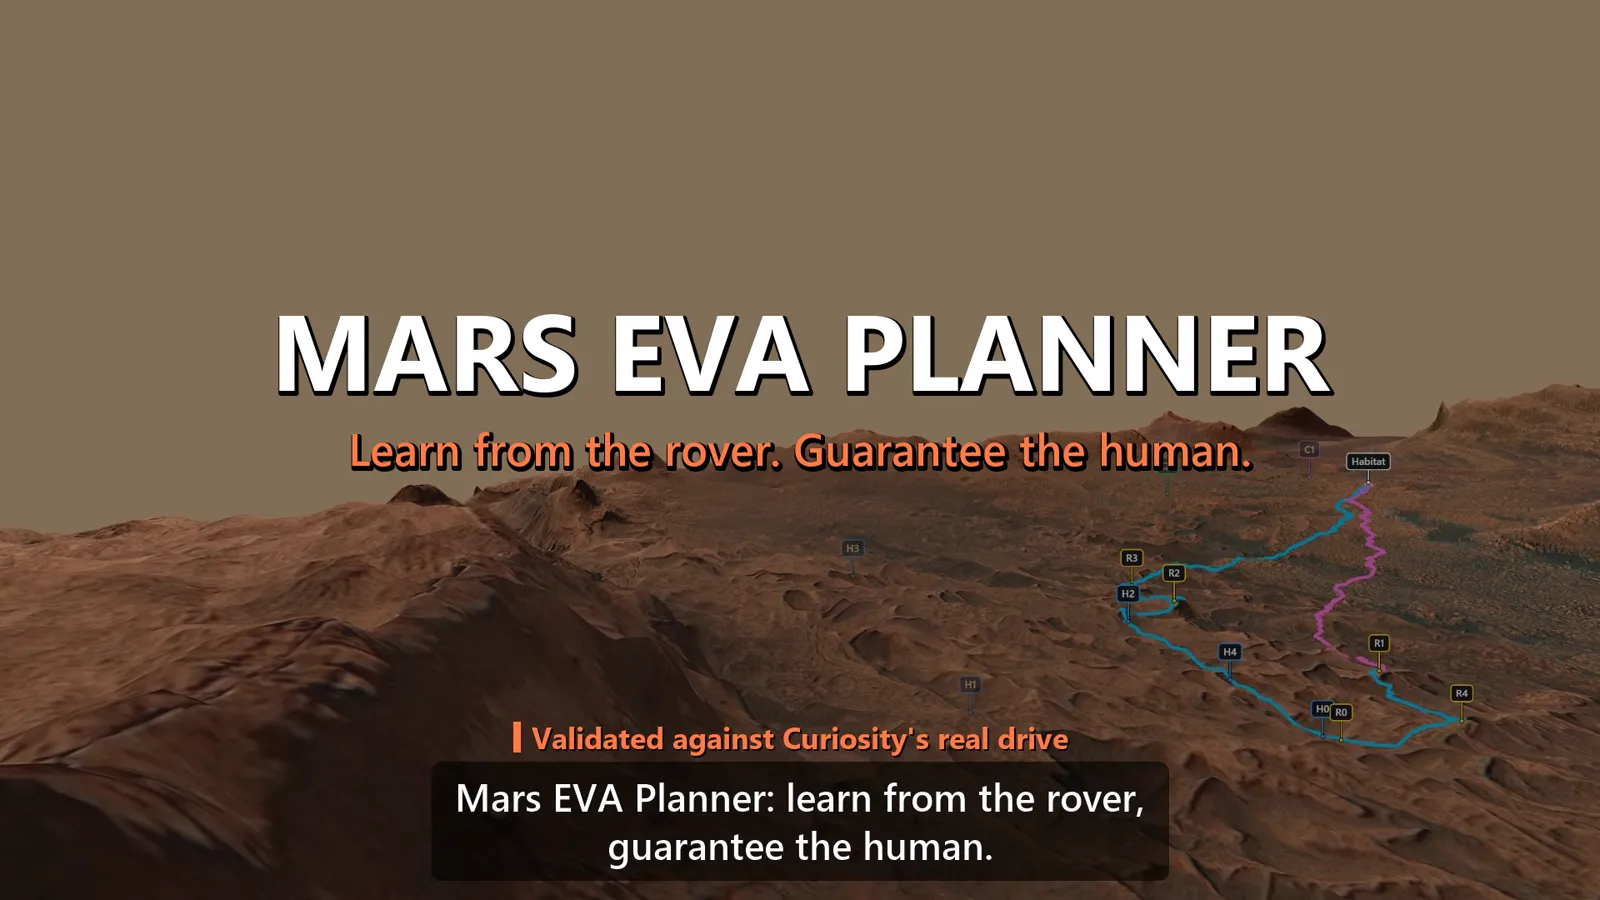 MARS EVA PLANNER
Learn from the rover. Guarantee the human.
C1
Habitat
H3
R3
R2
H2
R1
H4
H1
R4
H0
R0
Validated against Curiosity's real drive
Mars EVA Planner: learn from the rover,
guarantee the human.